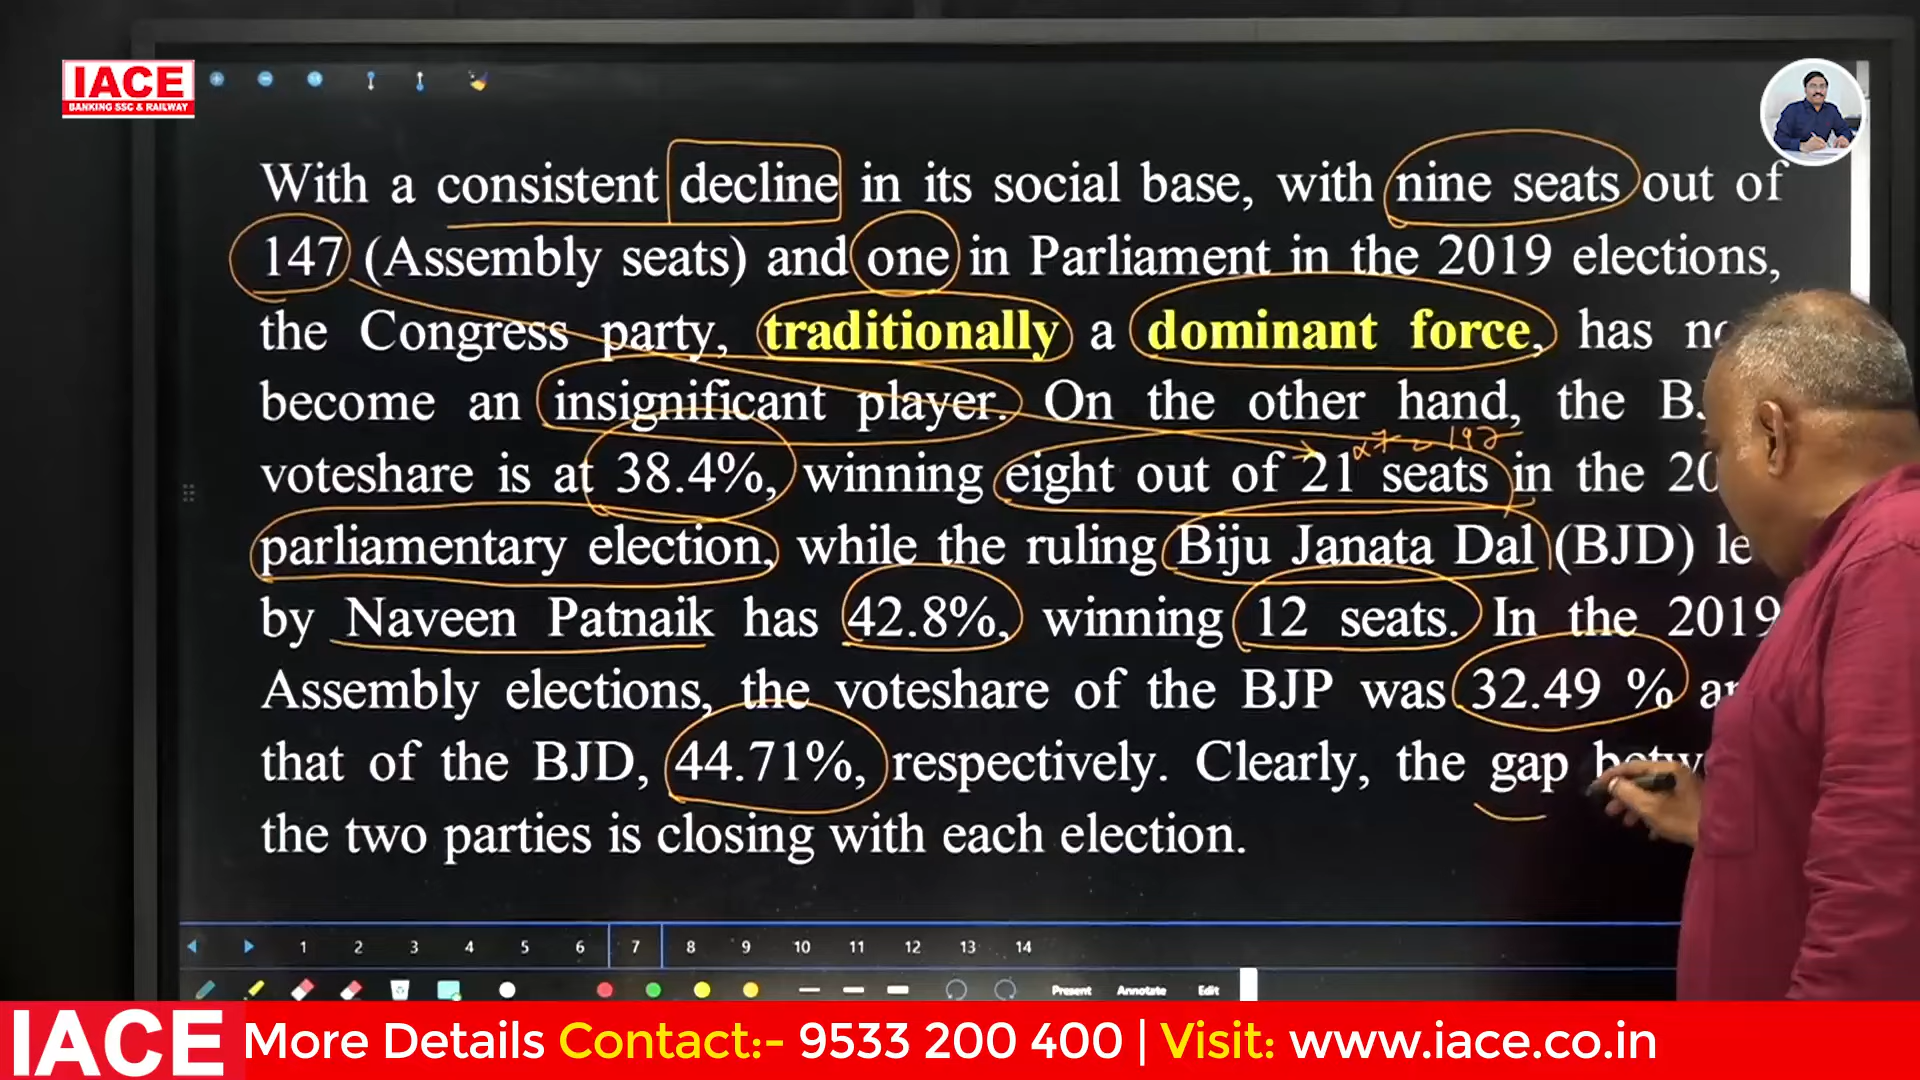 IACE
BANKING SSC & RAILWAY
With a consistent decline in its social base, with nine seats out of
147 (Assembly seats) and one in Parliament in the 2019 elections,
the Congress party, traditionally a dominant force, has
become an insignificant player. On the other hand, the
voteshare is at 38.4%, winning eight out of 21 seats in the
parliamentary election, while the ruling Biju Janata Dal (BJD)
by Naveen Patnaik has 42.8%, winning 12 seats. In the 2019
Assembly elections, the voteshare of the BJP was 32.49 %
that of the BJD, 44.71%, respectively. Clearly, the gap
the two parties is closing with each election.
1 2 3 4 5 6 7 8 9 10 11 12 13 14
Present Annotate Edit
IACE More Details Contact:- 9533 200 400 | Visit: www.iace.co.in